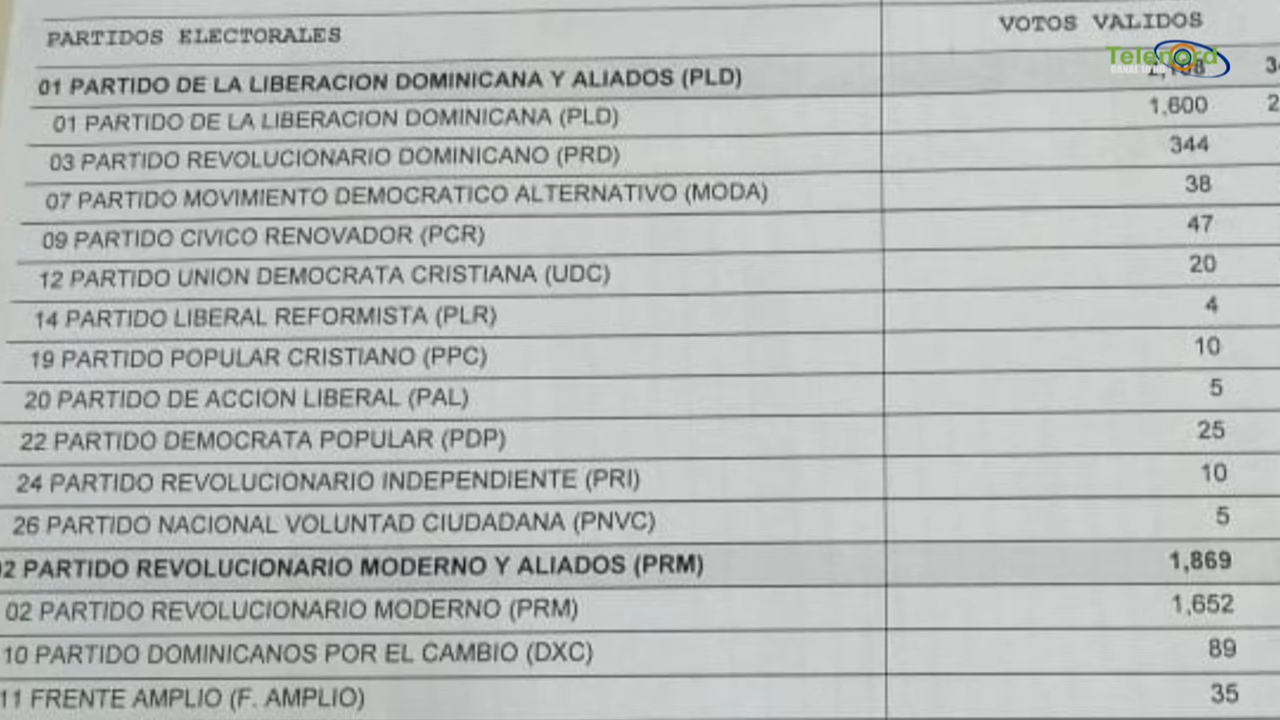 PARTIDOS ELECTORALES VOTOS VALIDOS
Telenord
01 PARTIDO DE LA LIBERACION DOMINICANA Y ALIADOS (PLD)
01 PARTIDO DE LA LIBERACION DOMINICANA (PLD) 1,600
03 PARTIDO REVOLUCIONARIO DOMINICANO (PRD) 344
07 PARTIDO MOVIMIENTO DEMOCRATICO ALTERNATIVO (MODA) 38
09 PARTIDO CIVICO RENOVADOR (PCR) 47
12 PARTIDO UNION DEMOCRATA CRISTIANA (UDC) 20
14 PARTIDO LIBERAL REFORMISTA (PLR) 4
19 PARTIDO POPULAR CRISTIANO (PPC) 10
20 PARTIDO DE ACCION LIBERAL (PAL) 5
22 PARTIDO DEMOCRATA POPULAR (PDP) 25
24 PARTIDO REVOLUCIONARIO INDEPENDIENTE (PRI) 10
26 PARTIDO NACIONAL VOLUNTAD CIUDADANA (PNVC) 5
02 PARTIDO REVOLUCIONARIO MODERNO Y ALIADOS (PRM) 1,869
02 PARTIDO REVOLUCIONARIO MODERNO (PRM) 1,652
10 PARTIDO DOMINICANOS POR EL CAMBIO (DXC) 89
11 FRENTE AMPLIO (F. AMPLIO) 35